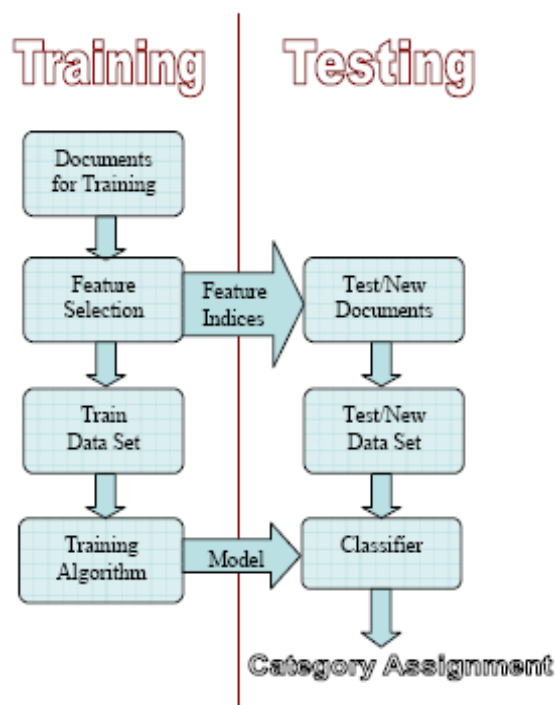 Training
Testing
Documents
for Training
Feature
Selection
Feature
Indices
Test/New
Documents
Train
Data Set
Test/New
Data Set
Training
Algorithm
Model
Classifier
Category Assignment